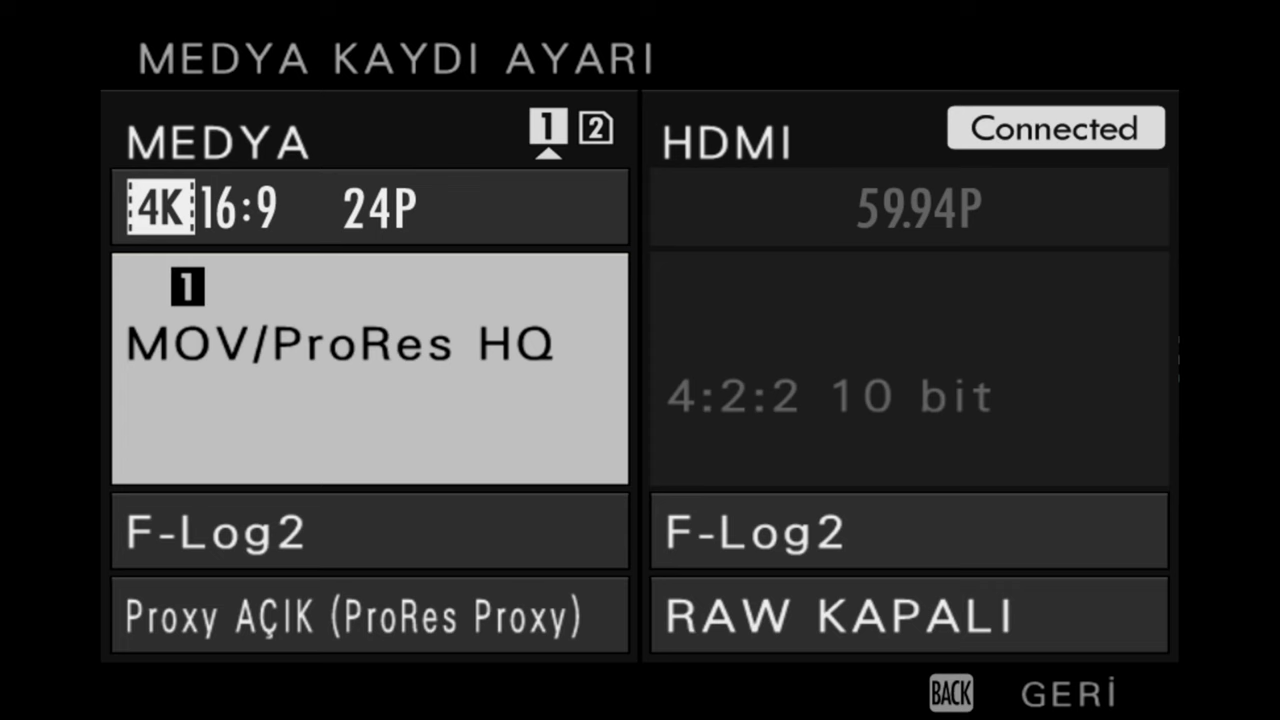 MEDYA KAYDI AYARI
MEDYA 1 2
4K 16:9 24P
1
MOV/ProRes HQ
F-Log2
Proxy AÇIK (ProRes Proxy)
HDMI Connected
59.94P
4:2:2 10 bit
F-Log2
RAW KAPALI
BACK GERİ